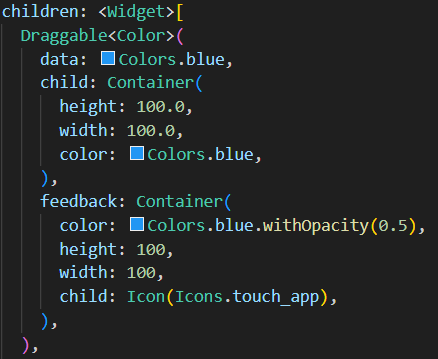 children: <Widget>[
  Draggable<Color>(
    data: Colors.blue,
    child: Container(
      height: 100.0,
      width: 100.0,
      color: Colors.blue,
    ),
    feedback: Container(
      color: Colors.blue.withOpacity(0.5),
      height: 100,
      width: 100,
      child: Icon(Icons.touch_app),
    ),
  ),